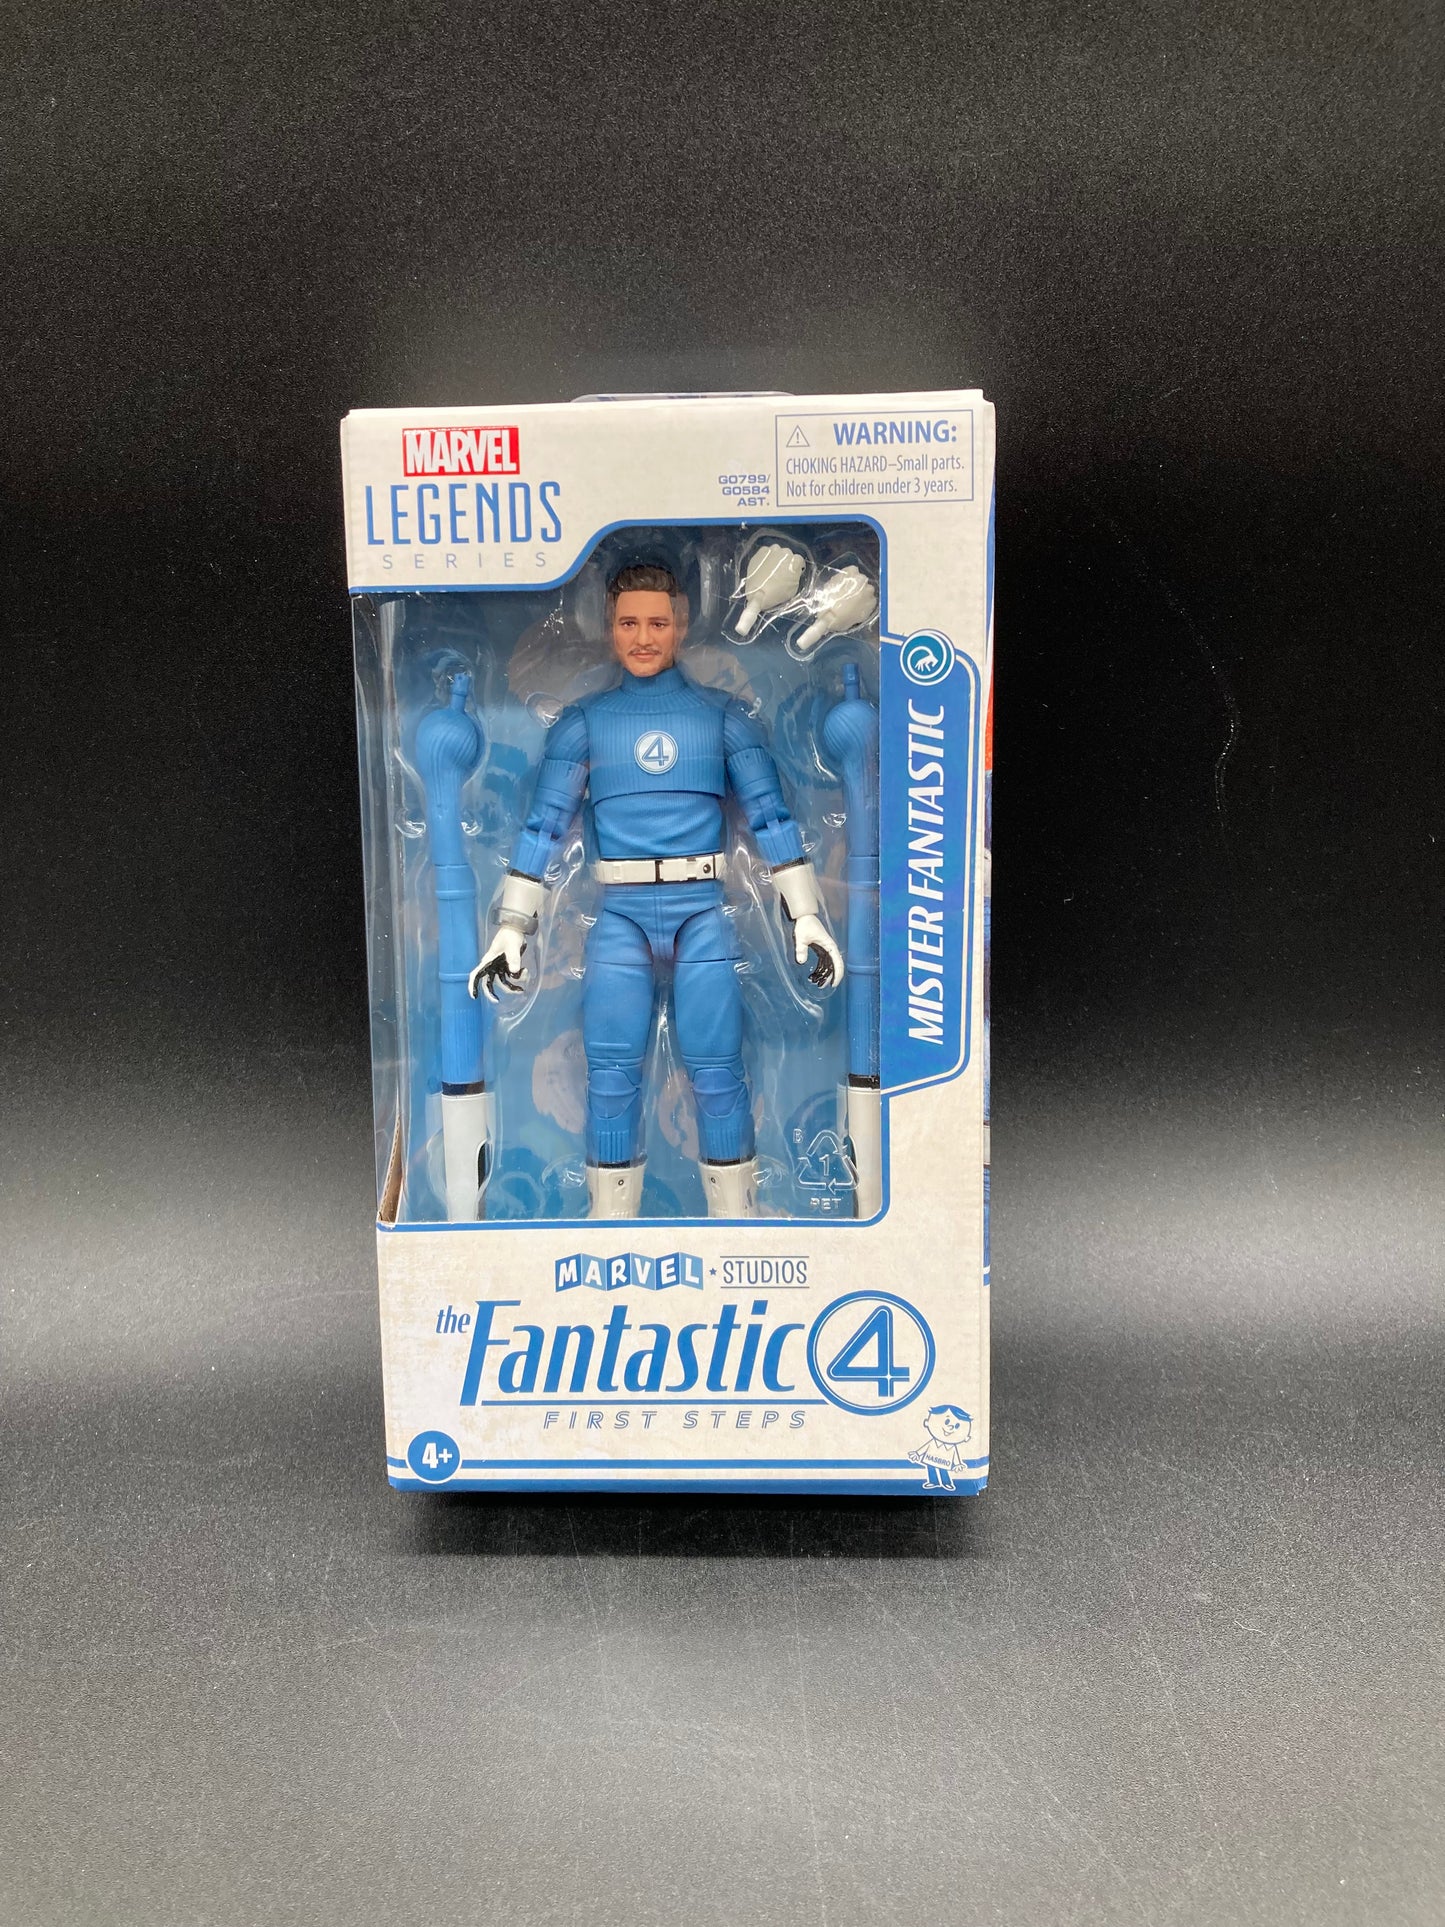 MARVEL
LEGENDS
SERIES
G0799/
G0584
AST.
WARNING:
CHOKING HAZARD–Small parts.
Not for children under 3 years.
4
MISTER FANTASTIC
B
1
PET
MARVEL STUDIOS
the Fantastic 4
FIRST STEPS
4+
HASBRO